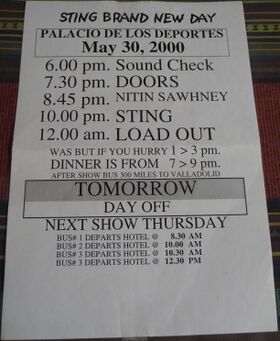 STING BRAND NEW DAY
PALACIO DE LOS DEPORTES
May 30, 2000
6.00 pm. Sound Check
7.30 pm. DOORS
8.45 pm. NITIN SAWHNEY
10.00 pm. STING
12.00 am. LOAD OUT
WAS BUT IF YOU HURRY 1 > 3 pm.
DINNER IS FROM 7 > 9 pm.
AFTER SHOW BUS 300 MILES TO VALLADOLID
TOMORROW
DAY OFF
NEXT SHOW THURSDAY
BUS# 1 DEPARTS HOTEL @ 8.30 AM
BUS# 2 DEPARTS HOTEL @ 10.00 AM
BUS# 3 DEPARTS HOTEL @ 10.30 AM
BUS# 3 DEPARTS HOTEL @ 12.30 PM